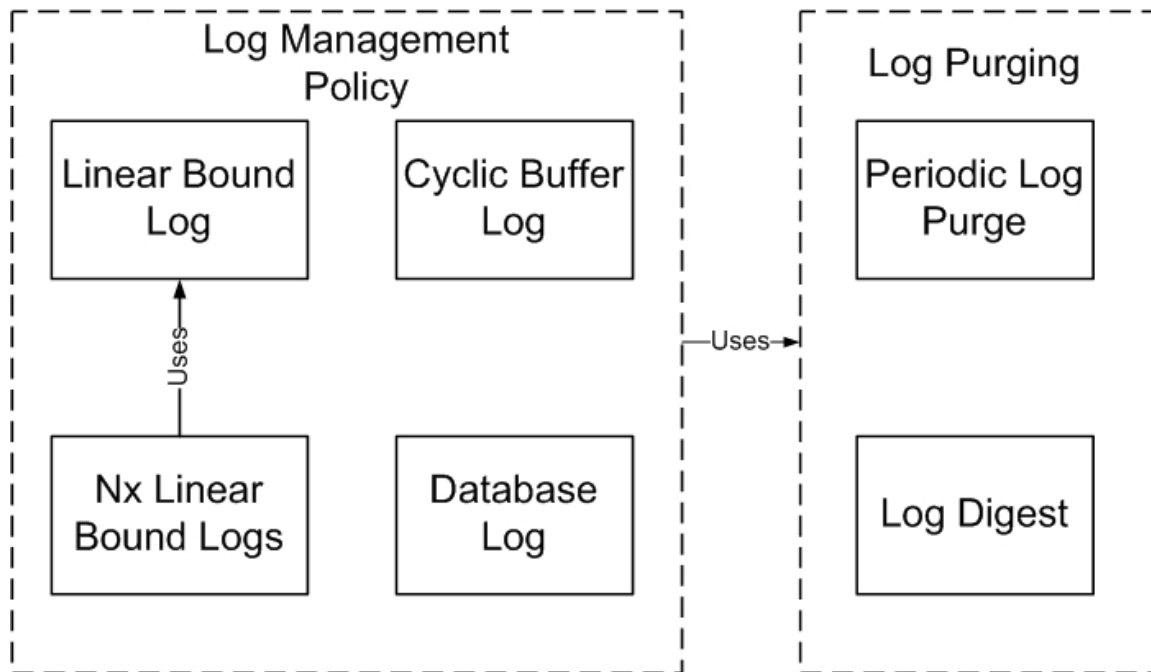 Log Management
Policy
Linear Bound
Log
Cyclic Buffer
Log
Uses
Nx Linear
Bound Logs
Database
Log
Uses
Log Purging
Periodic Log
Purge
Log Digest